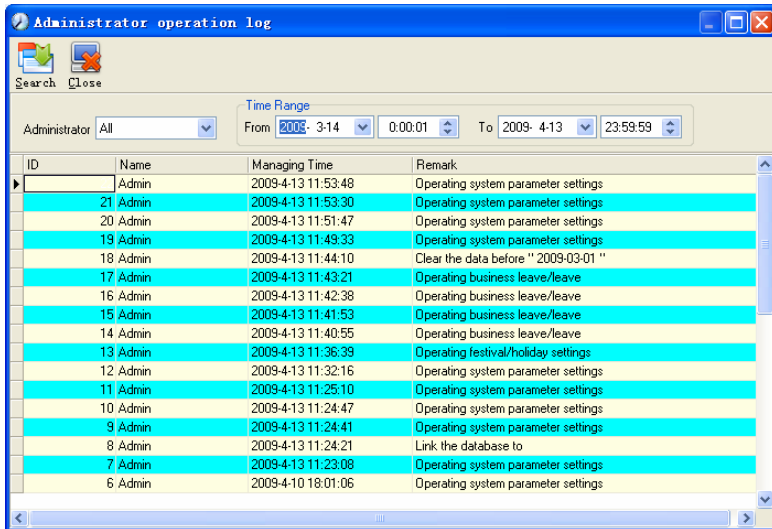 Administrator operation log
Search Close
Time Range
Administrator All From 2009- 3-14 0:00:01 To 2009- 4-13 23:59:59
ID Name Managing Time Remark
Admin 2009-4-13 11:53:48 Operating system parameter settings
21 Admin 2009-4-13 11:53:30 Operating system parameter settings
20 Admin 2009-4-13 11:51:47 Operating system parameter settings
19 Admin 2009-4-13 11:49:33 Operating system parameter settings
18 Admin 2009-4-13 11:44:10 Clear the data before " 2009-03-01 "
17 Admin 2009-4-13 11:43:21 Operating business leave/leave
16 Admin 2009-4-13 11:42:38 Operating business leave/leave
15 Admin 2009-4-13 11:41:53 Operating business leave/leave
14 Admin 2009-4-13 11:40:55 Operating business leave/leave
13 Admin 2009-4-13 11:36:39 Operating festival/holiday settings
12 Admin 2009-4-13 11:32:16 Operating system parameter settings
11 Admin 2009-4-13 11:25:10 Operating system parameter settings
10 Admin 2009-4-13 11:24:47 Operating system parameter settings
9 Admin 2009-4-13 11:24:41 Operating system parameter settings
8 Admin 2009-4-13 11:24:21 Link the database to
7 Admin 2009-4-13 11:23:08 Operating system parameter settings
6 Admin 2009-4-10 18:01:06 Operating system parameter settings